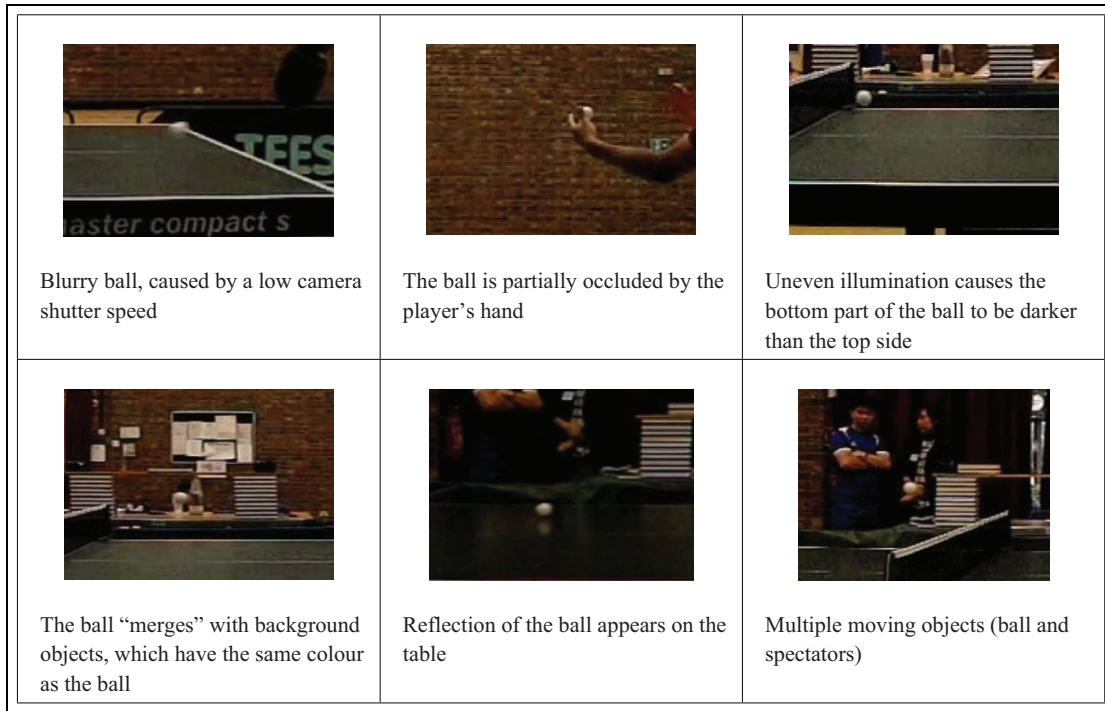 TEES
master compact s
Blurry ball, caused by a low camera
shutter speed
The ball is partially occluded by the
player’s hand
Uneven illumination causes the
bottom part of the ball to be darker
than the top side
The ball “merges” with background
objects, which have the same colour
as the ball
Reflection of the ball appears on the
table
Multiple moving objects (ball and
spectators)